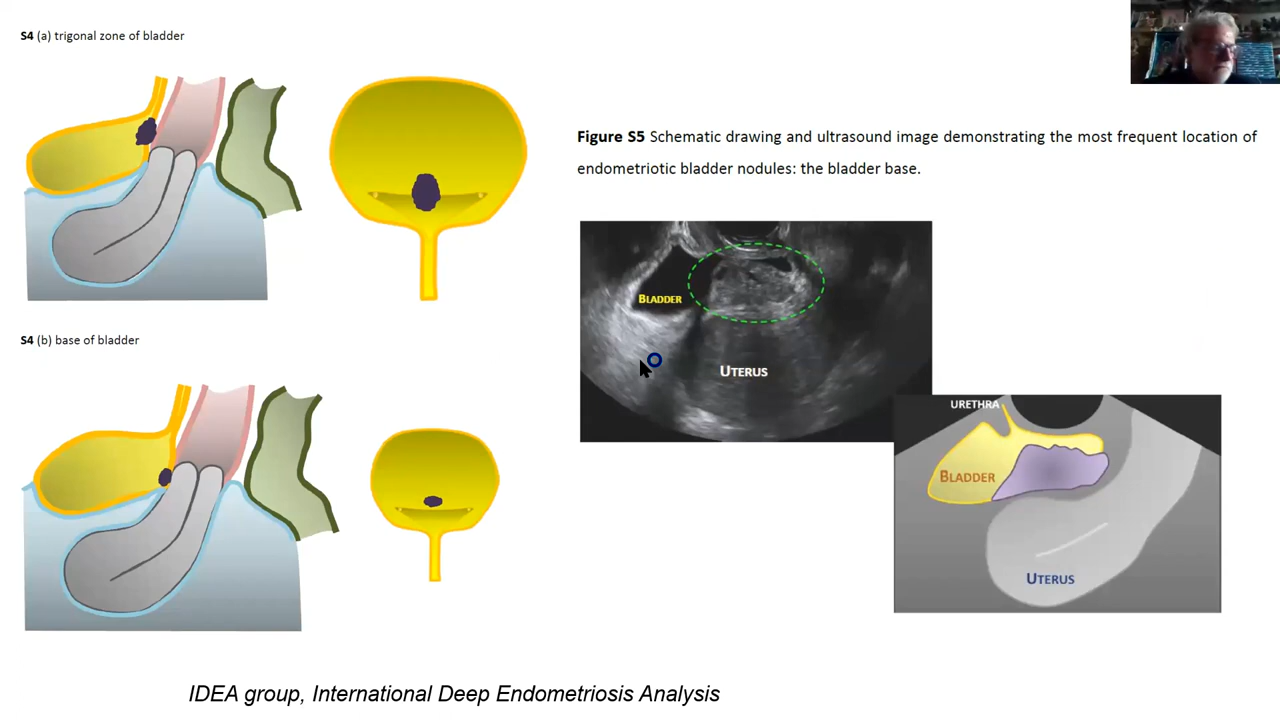 S4 (a) trigonal zone of bladder
S4 (b) base of bladder
Figure S5 Schematic drawing and ultrasound image demonstrating the most frequent location of
endometriotic bladder nodules: the bladder base.
BLADDER
UTERUS
URETHRA
BLADDER
UTERUS
IDEA group, International Deep Endometriosis Analysis